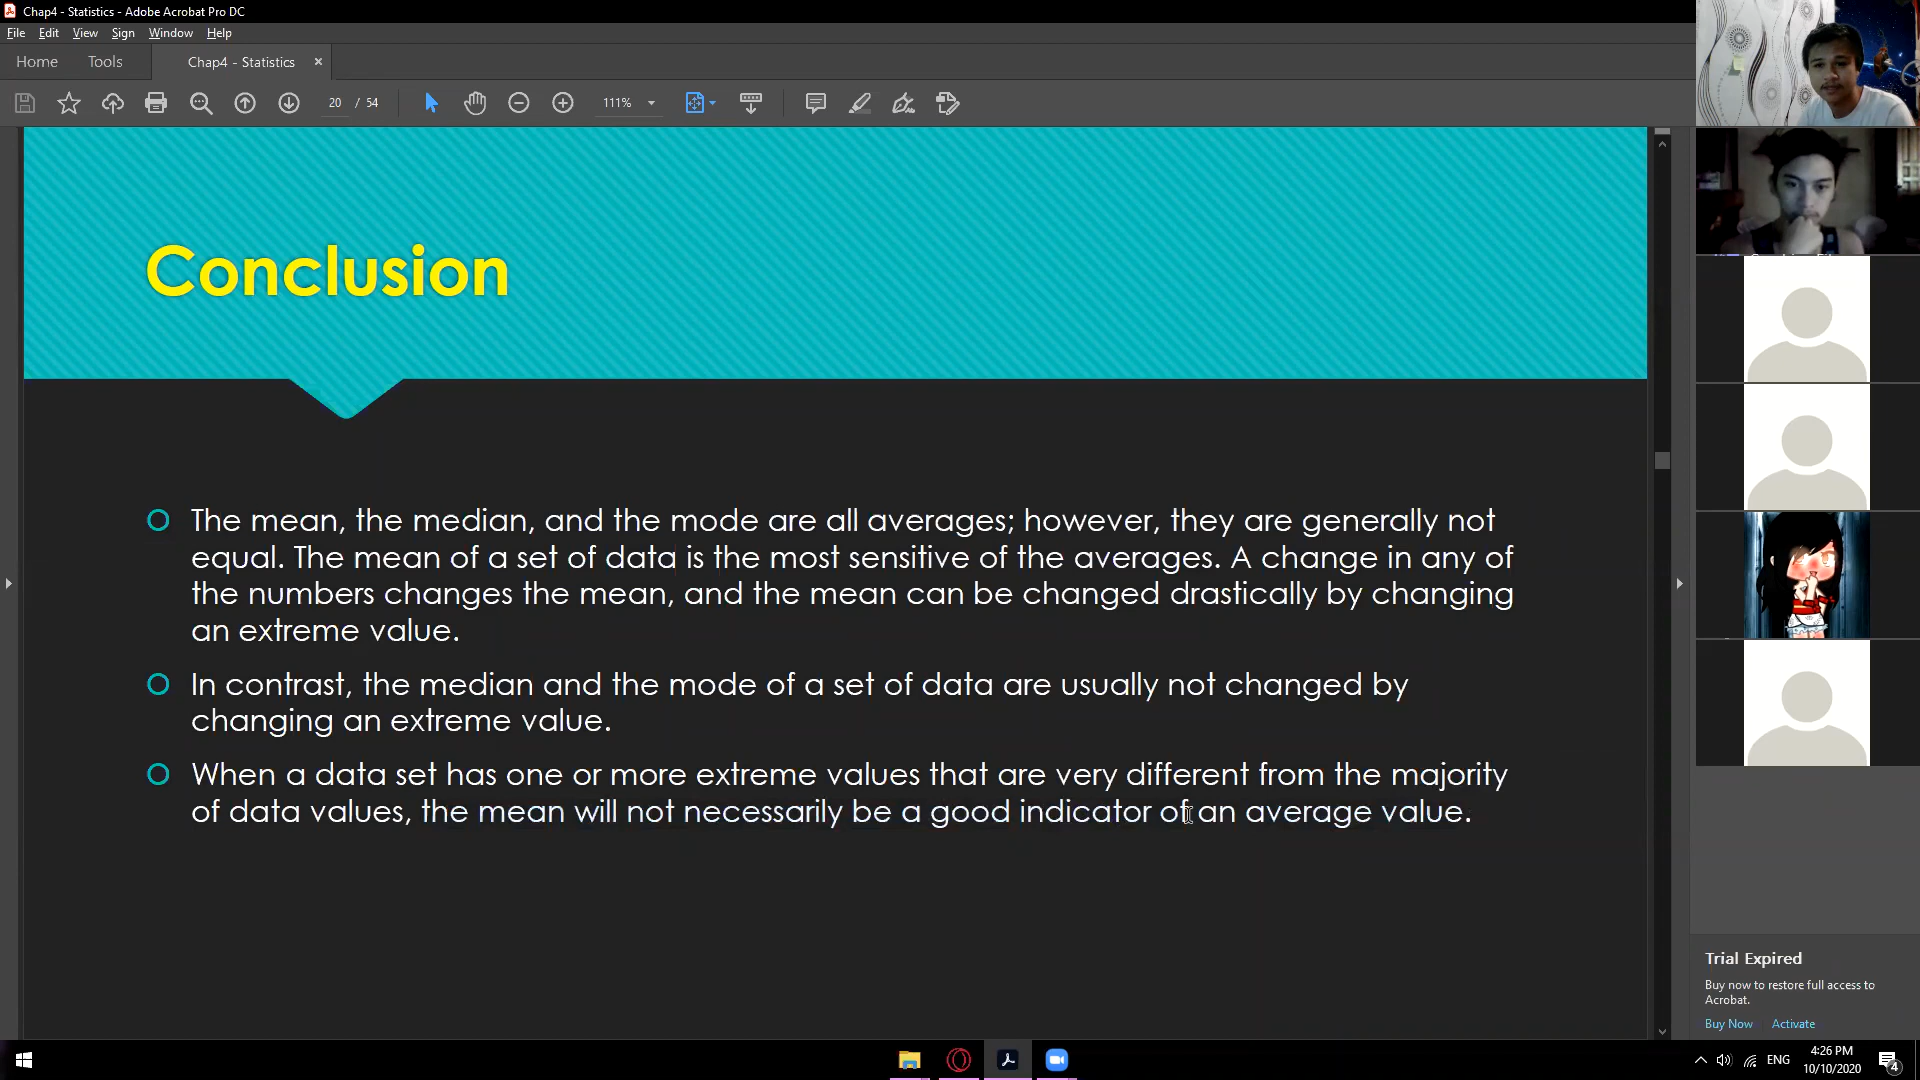 Chap4 - Statistics - Adobe Acrobat Pro DC
File Edit View Sign Window Help
Home Tools Chap4 - Statistics ×
20 / 54 111%
Conclusion
The mean, the median, and the mode are all averages; however, they are generally not
equal. The mean of a set of data is the most sensitive of the averages. A change in any of
the numbers changes the mean, and the mean can be changed drastically by changing
an extreme value.
In contrast, the median and the mode of a set of data are usually not changed by
changing an extreme value.
When a data set has one or more extreme values that are very different from the majority
of data values, the mean will not necessarily be a good indicator of an average value.
Trial Expired
Buy now to restore full access to
Acrobat.
Buy Now Activate
ENG
4:26 PM
10/10/2020
4